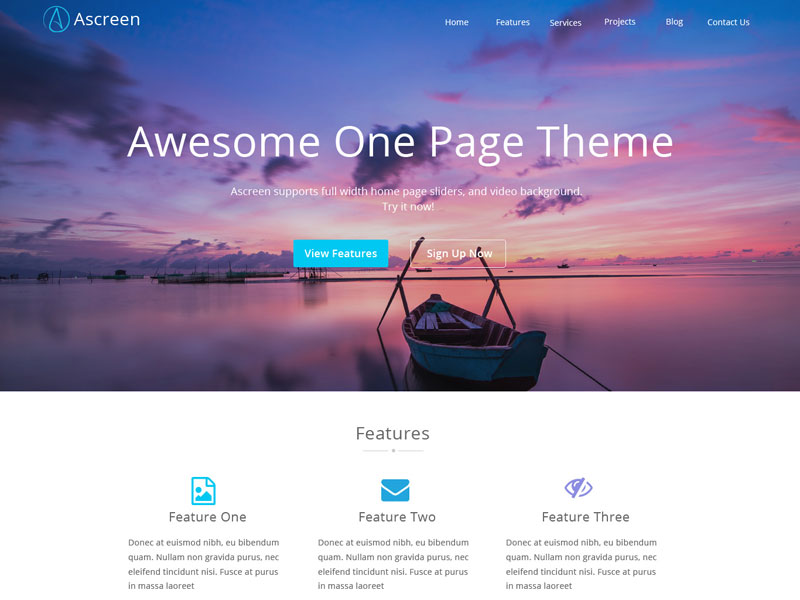 Ascreen
Home Features Services Projects Blog Contact Us
Awesome One Page Theme
Ascreen supports full width home page sliders, and video background.
Try it now!
View Features Sign Up Now
Features
Feature One
Donec at euismod nibh, eu bibendum
quam. Nullam non gravida purus, nec
eleifend tincidunt nisi. Fusce at purus
in massa laoreet
Feature Two
Donec at euismod nibh, eu bibendum
quam. Nullam non gravida purus, nec
eleifend tincidunt nisi. Fusce at purus
in massa laoreet
Feature Three
Donec at euismod nibh, eu bibendum
quam. Nullam non gravida purus, nec
eleifend tincidunt nisi. Fusce at purus
in massa laoreet